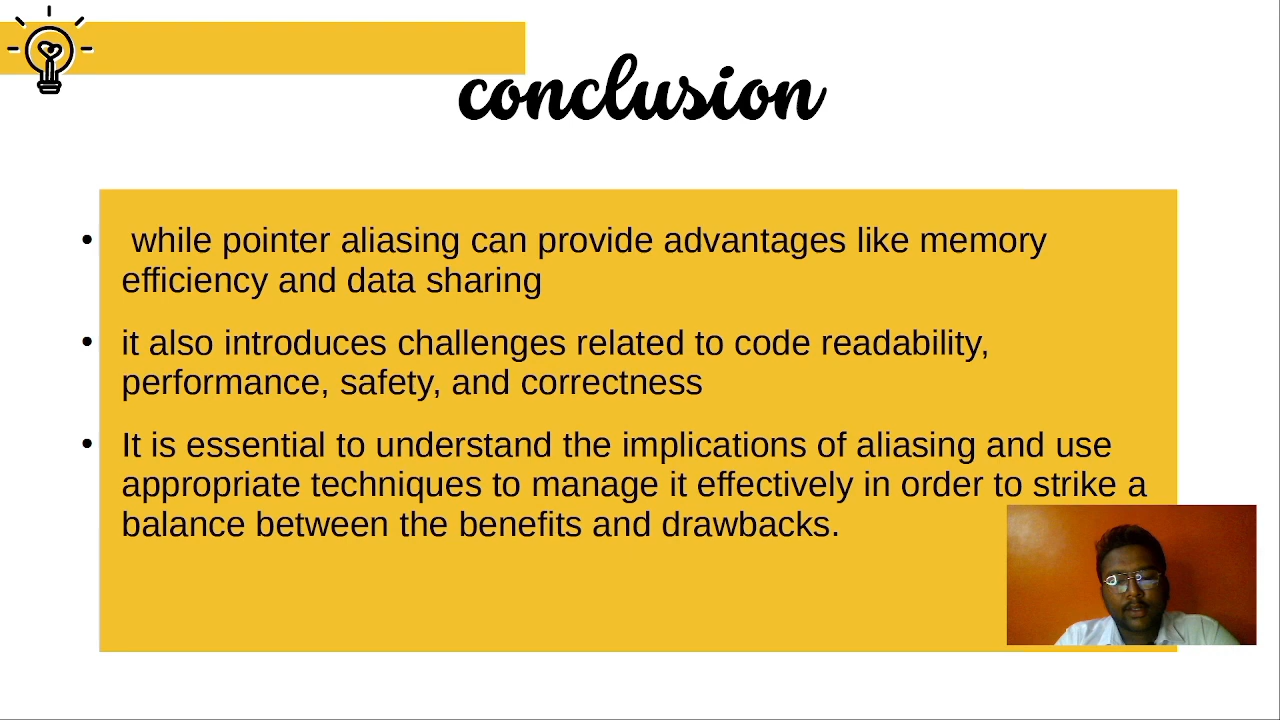 conclusion
• while pointer aliasing can provide advantages like memory
efficiency and data sharing
• it also introduces challenges related to code readability,
performance, safety, and correctness
• It is essential to understand the implications of aliasing and use
appropriate techniques to manage it effectively in order to strike a
balance between the benefits and drawbacks.